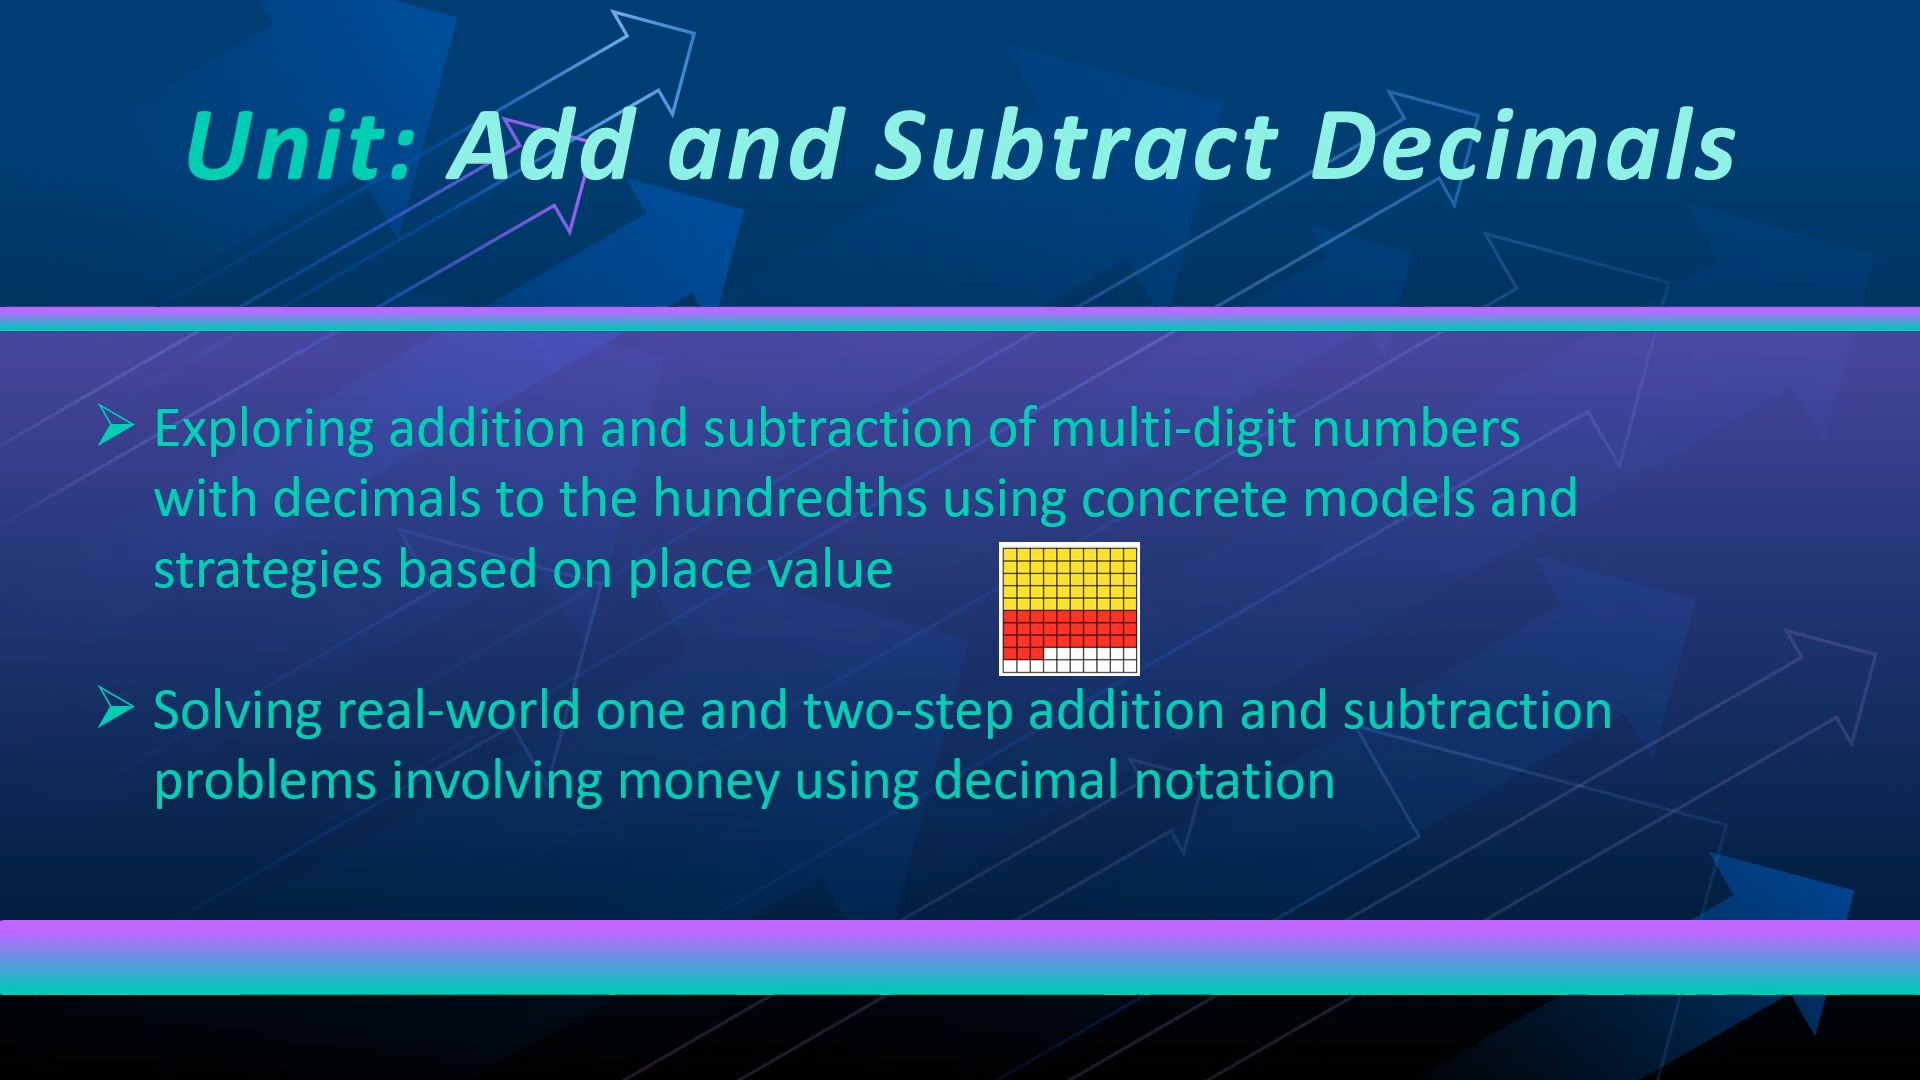 Unit: Add and Subtract Decimals
Exploring addition and subtraction of multi-digit numbers
with decimals to the hundredths using concrete models and
strategies based on place value
Solving real-world one and two-step addition and subtraction
problems involving money using decimal notation